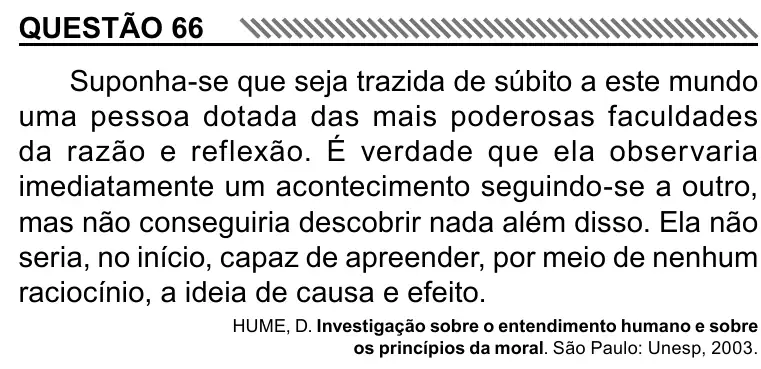 QUESTÃO 66
Suponha-se que seja trazida de súbito a este mundo
uma pessoa dotada das mais poderosas faculdades
da razão e reflexão. É verdade que ela observaria
imediatamente um acontecimento seguindo-se a outro,
mas não conseguiria descobrir nada além disso. Ela não
seria, no início, capaz de apreender, por meio de nenhum
raciocínio, a ideia de causa e efeito.
HUME, D. Investigação sobre o entendimento humano e sobre
os princípios da moral. São Paulo: Unesp, 2003.